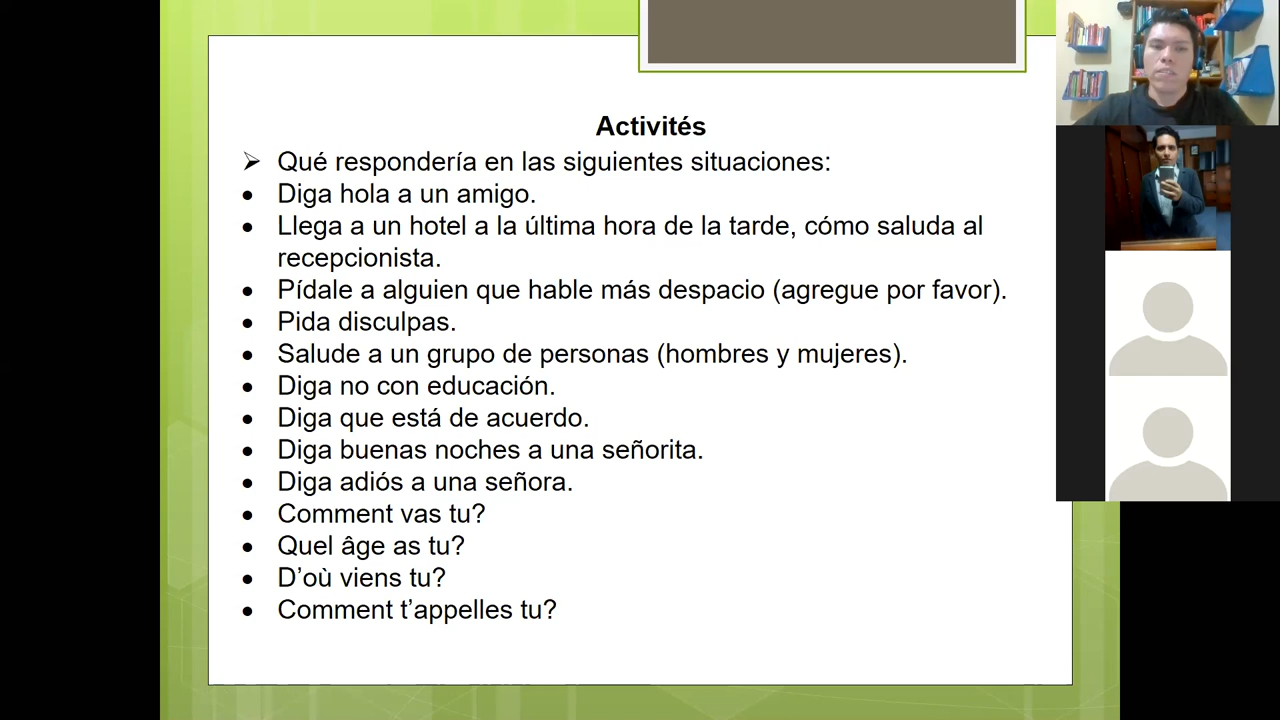 Activités
➢ Qué respondería en las siguientes situaciones:
• Diga hola a un amigo.
• Llega a un hotel a la última hora de la tarde, cómo saluda al
recepcionista.
• Pídale a alguien que hable más despacio (agregue por favor).
• Pida disculpas.
• Salude a un grupo de personas (hombres y mujeres).
• Diga no con educación.
• Diga que está de acuerdo.
• Diga buenas noches a una señorita.
• Diga adiós a una señora.
• Comment vas tu?
• Quel âge as tu?
• D’où viens tu?
• Comment t’appelles tu?